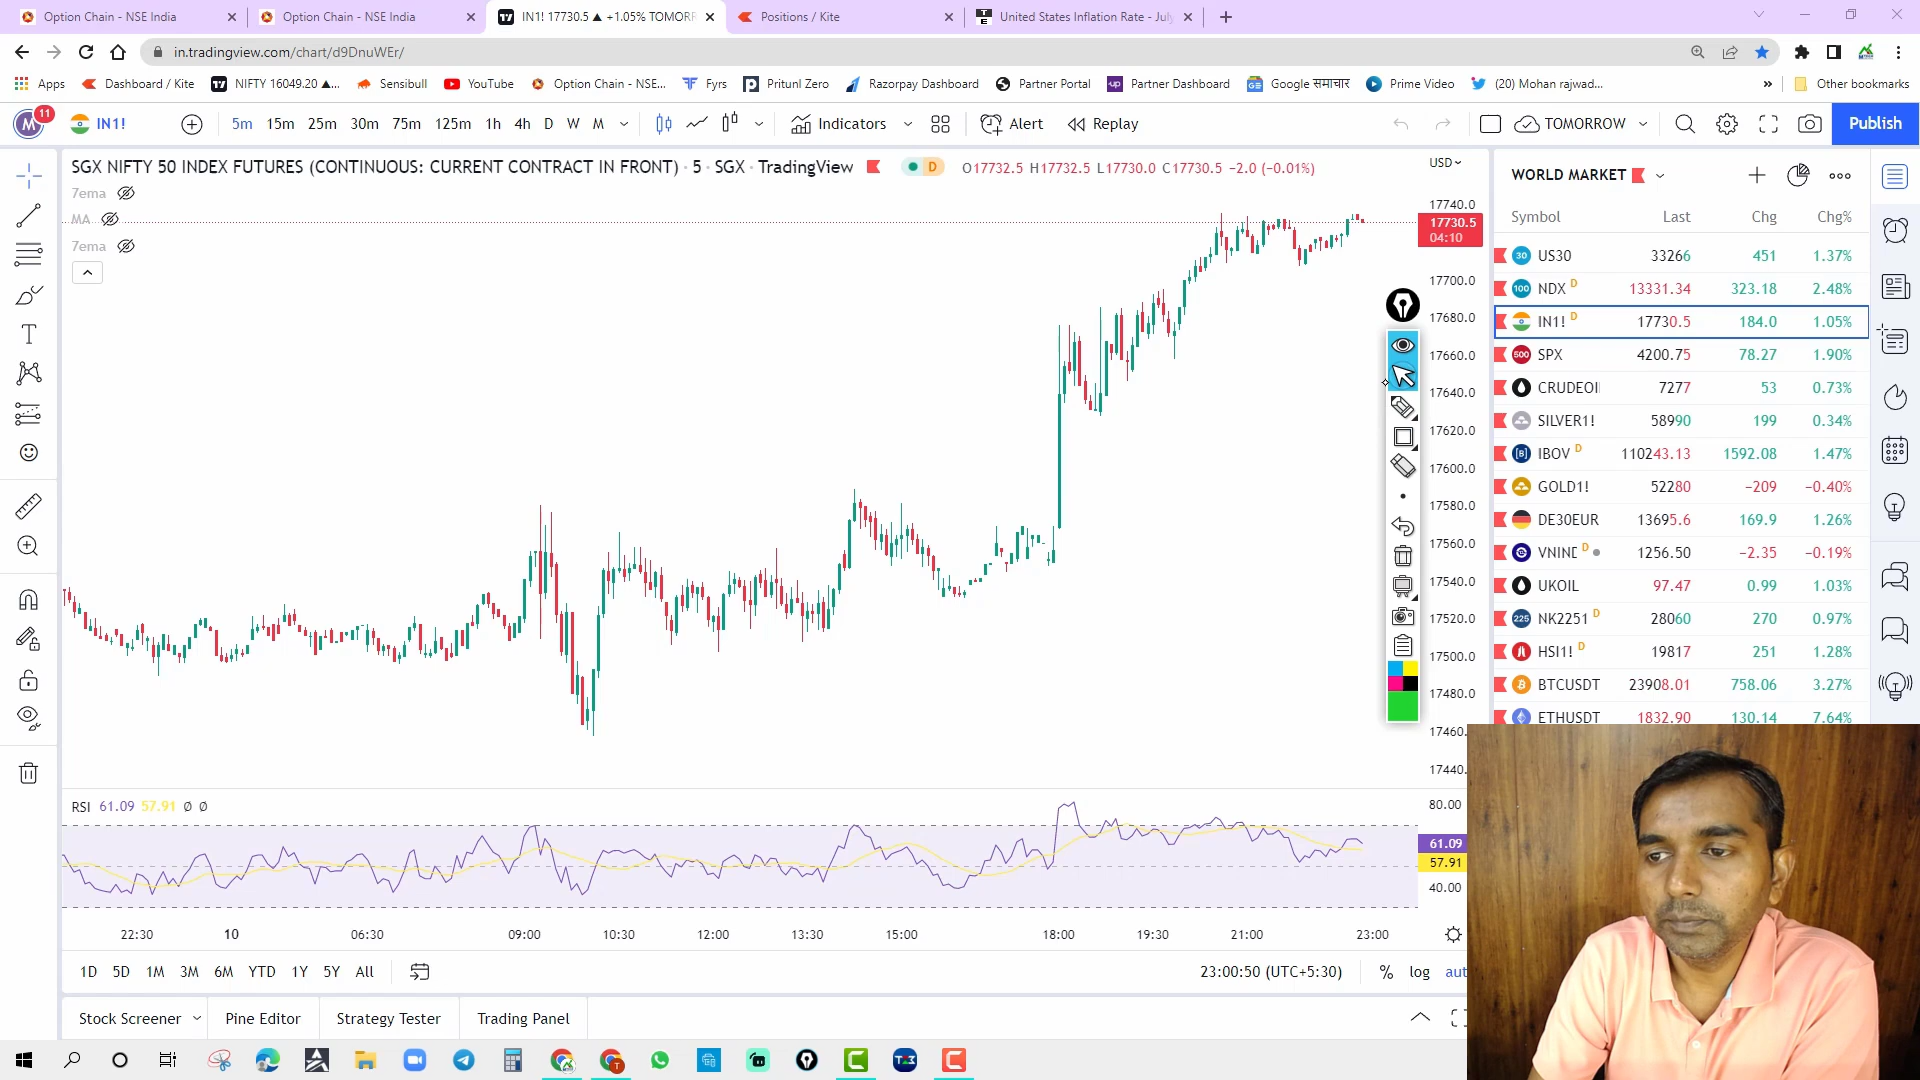 Option Chain - NSE India
Option Chain - NSE India
IN1! 17730.5 ▲ +1.05% TOMORR
Positions / Kite
United States Inflation Rate - July
in.tradingview.com/chart/d9DnuWEr/
Apps
Dashboard / Kite
NIFTY 16049.20 ▲...
Sensibull
YouTube
Option Chain - NSE...
Fyrs
Pritunl Zero
Razorpay Dashboard
Partner Portal
Partner Dashboard
Google समाचार
Prime Video
(20) Mohan rajwad...
»
Other bookmarks
M 11
IN1!
5m 15m 25m 30m 75m 125m 1h 4h D W M
Indicators
Alert
Replay
TOMORROW
Publish
SGX NIFTY 50 INDEX FUTURES (CONTINUOUS: CURRENT CONTRACT IN FRONT) · 5 · SGX · TradingView
D
O17732.5 H17732.5 L17730.0 C17730.5 −2.0 (−0.01%)
USD
7ema
MA
7ema
17740.0
17730.5
04:10
17700.0
17680.0
17660.0
17640.0
17620.0
17600.0
17580.0
17560.0
17540.0
17520.0
17500.0
17480.0
17460.
17440.
WORLD MARKET
Symbol Last Chg Chg%
30 US30 33266 451 1.37%
100 NDX D 13331.34 323.18 2.48%
IN1! D 17730.5 184.0 1.05%
500 SPX 4200.75 78.27 1.90%
CRUDEOI 7277 53 0.73%
SILVER1! 58990 199 0.34%
IBOV D 110243.13 1592.08 1.47%
GOLD1! 52280 −209 −0.40%
DE30EUR 13695.6 169.9 1.26%
VNINE D 1256.50 −2.35 −0.19%
UKOIL 97.47 0.99 1.03%
225 NK2251 D 28060 270 0.97%
HSI1! D 19817 251 1.28%
BTCUSDT 23908.01 758.06 3.27%
ETHUSDT 1832.90 130.14 7.64%
RSI 61.09 57.91 Ø Ø
80.00
61.09
57.91
40.00
22:30 10 06:30 09:00 10:30 12:00 13:30 15:00 18:00 19:30 21:00 23:00
1D 5D 1M 3M 6M YTD 1Y 5Y All
23:00:50 (UTC+5:30)
% log aut
Stock Screener
Pine Editor
Strategy Tester
Trading Panel